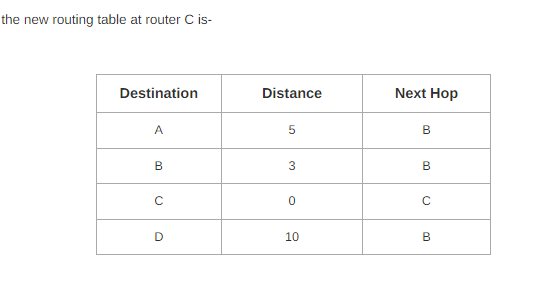 the new routing table at router C is-
Destination Distance Next Hop
A 5 B
B 3 B
C 0 C
D 10 B